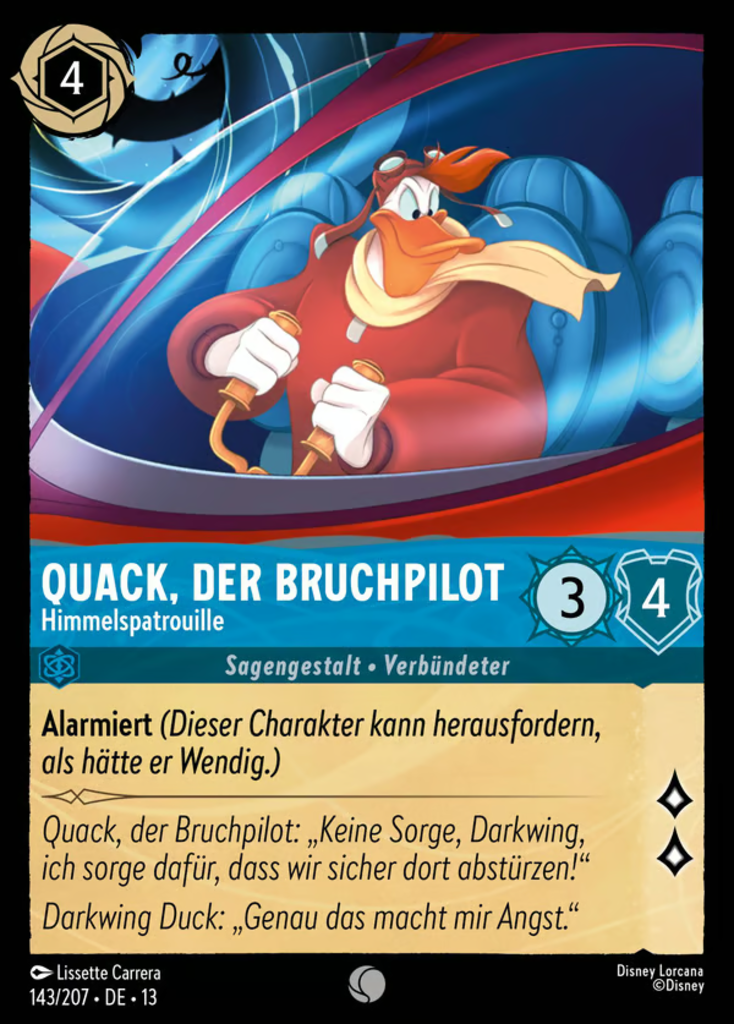 4
QUACK, DER BRUCHPILOT
Himmelspatrouille
3
4
Sagengestalt • Verbündeter
Alarmiert (Dieser Charakter kann herausfordern,
als hätte er Wendig.)
Quack, der Bruchpilot: „Keine Sorge, Darkwing,
ich sorge dafür, dass wir sicher dort abstürzen!“
Darkwing Duck: „Genau das macht mir Angst.“
Lissette Carrera
143/207 • DE • 13
Disney Lorcana
©Disney